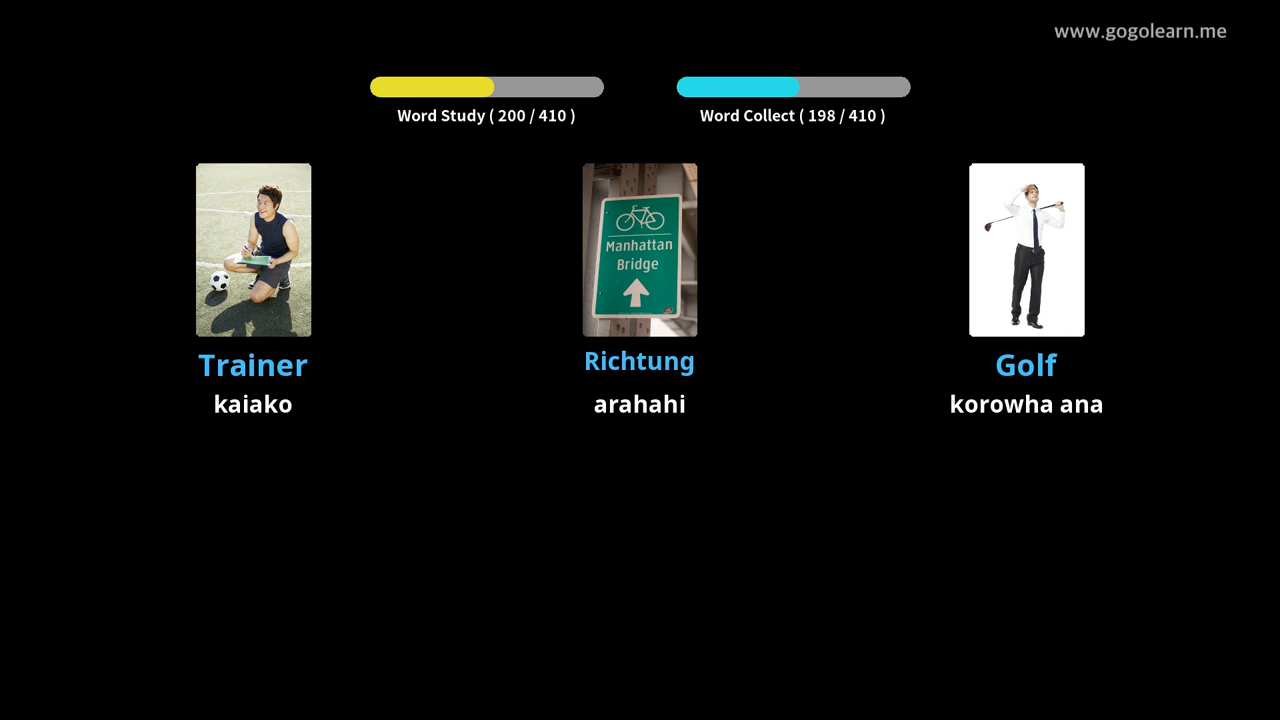 www.gogolearn.me
Word Study ( 200 / 410 )
Word Collect ( 198 / 410 )
Manhattan
Bridge
Trainer
Richtung
Golf
kaiako
arahahi
korowha ana